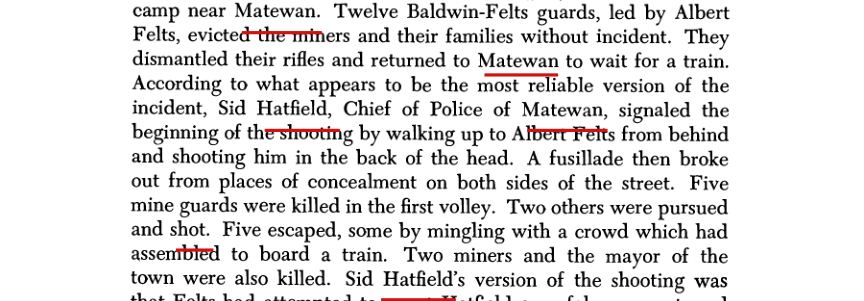 camp near Matewan. Twelve Baldwin-Felts guards, led by Albert
Felts, evicted the miners and their families without incident. They
dismantled their rifles and returned to Matewan to wait for a train.
According to what appears to be the most reliable version of the
incident, Sid Hatfield, Chief of Police of Matewan, signaled the
beginning of the shooting by walking up to Albert Felts from behind
and shooting him in the back of the head. A fusillade then broke
out from places of concealment on both sides of the street. Five
mine guards were killed in the first volley. Two others were pursued
and shot. Five escaped, some by mingling with a crowd which had
assembled to board a train. Two miners and the mayor of the
town were also killed. Sid Hatfield's version of the shooting was
that Felts had attempted to